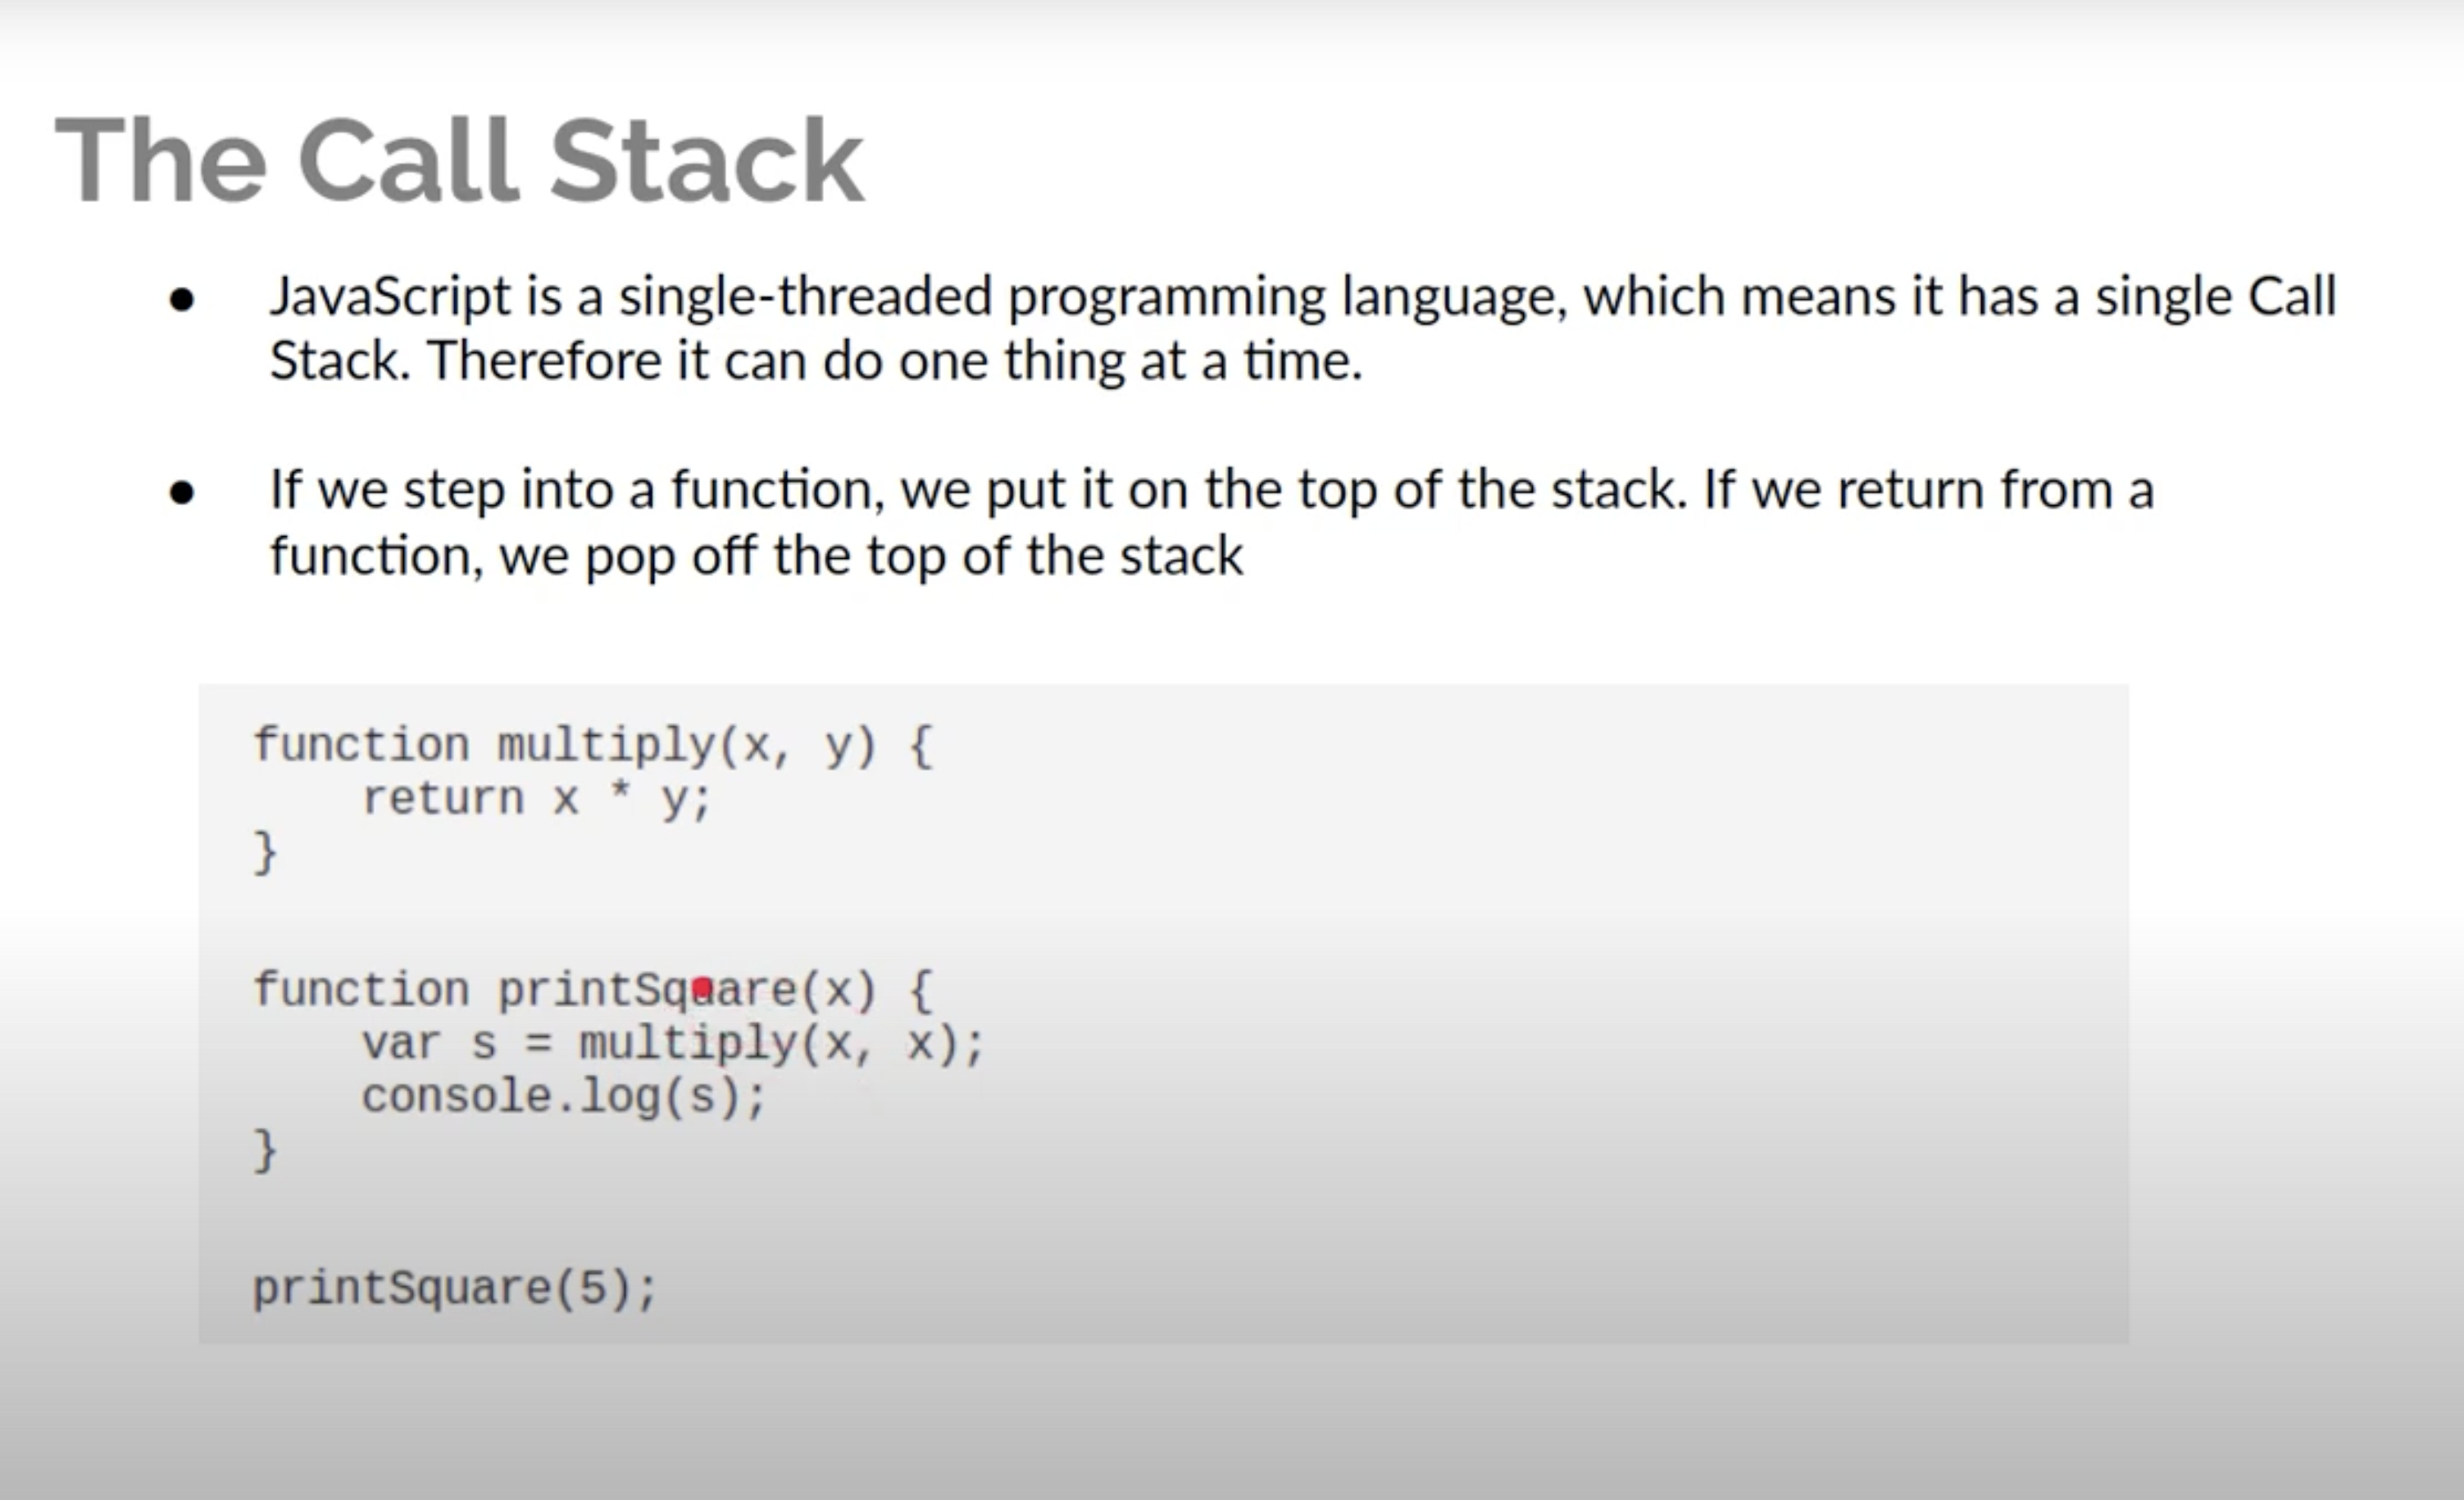 The Call Stack
● JavaScript is a single-threaded programming language, which means it has a single Call
Stack. Therefore it can do one thing at a time.
● If we step into a function, we put it on the top of the stack. If we return from a
function, we pop off the top of the stack
function multiply(x, y) {
    return x * y;
}
function printSquare(x) {
    var s = multiply(x, x);
    console.log(s);
}
printSquare(5);